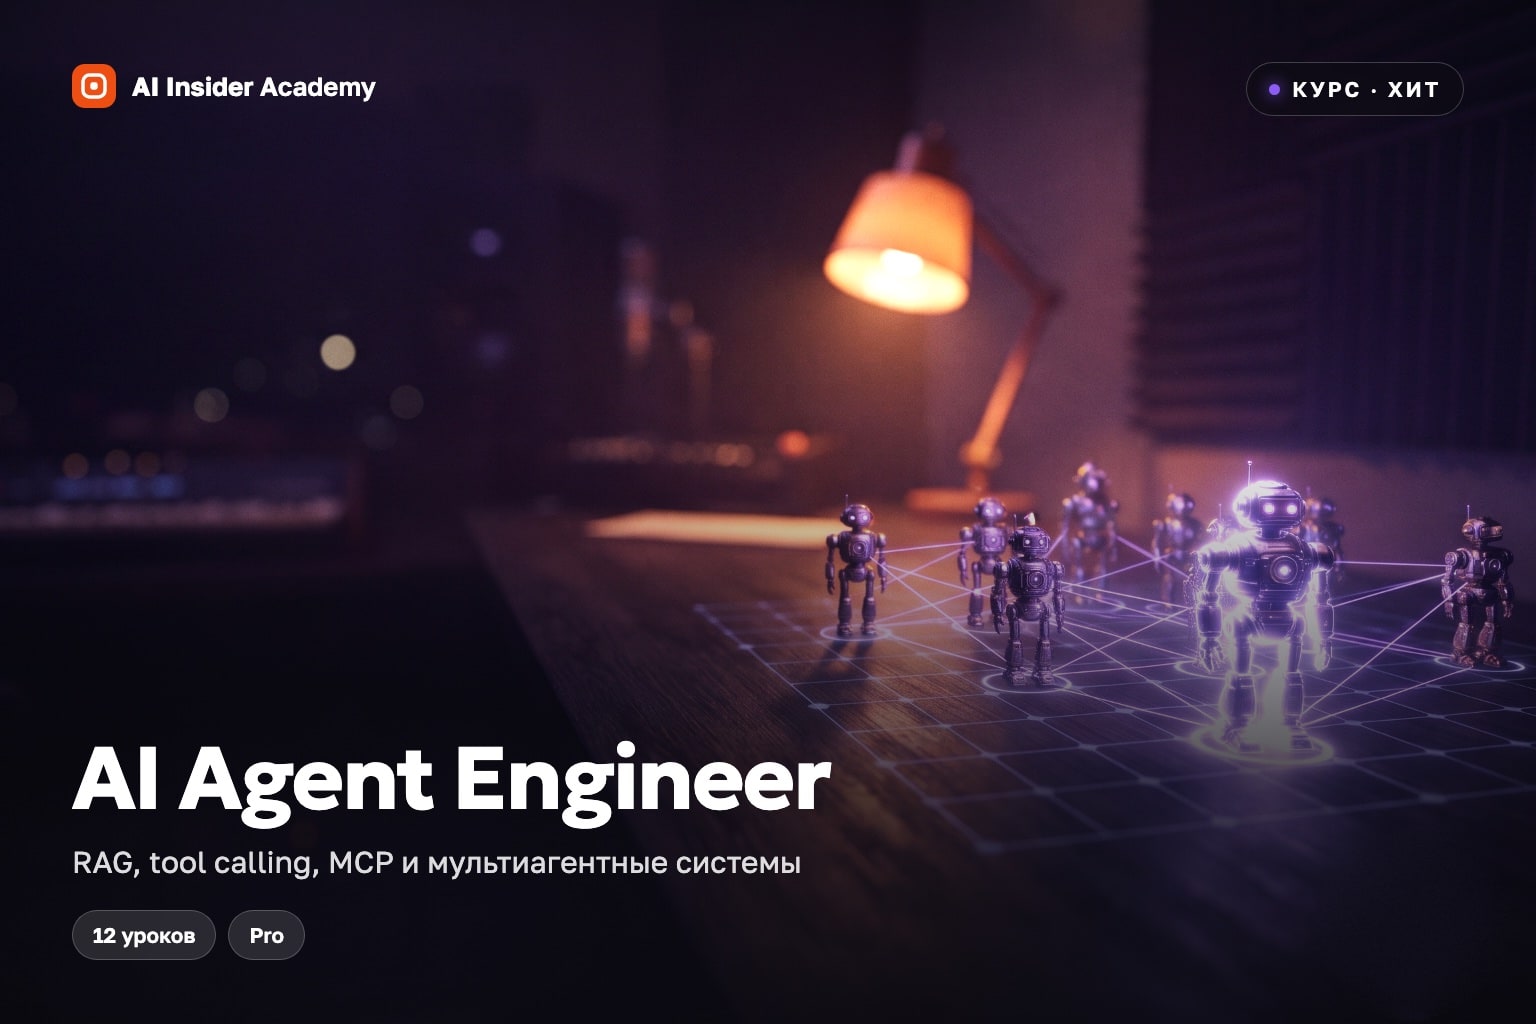 AI Insider Academy
КУРС · ХИТ
AI Agent Engineer
RAG, tool calling, MCP и мультиагентные системы
12 уроков
Pro